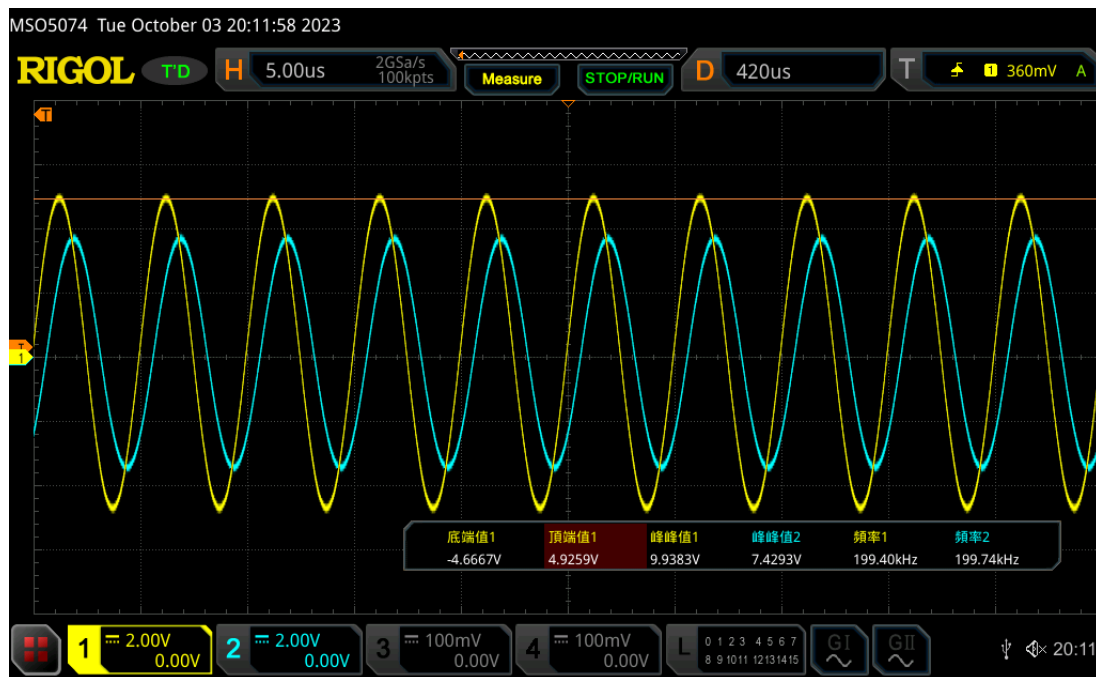 MSO5074 Tue October 03 20:11:58 2023
RIGOL T'D H 5.00us 2GSa/s 100kpts Measure STOP/RUN D 420us T 1 360mV A
T
T
1
底端值1 頂端值1 峰峰值1 峰峰值2 頻率1 頻率2
-4.6667V 4.9259V 9.9383V 7.4293V 199.40kHz 199.74kHz
1 2.00V 0.00V 2 2.00V 0.00V 3 100mV 0.00V 4 100mV 0.00V L 0 1 2 3 4 5 6 7 8 9 10 11 12 13 14 15 GI GII 20:11